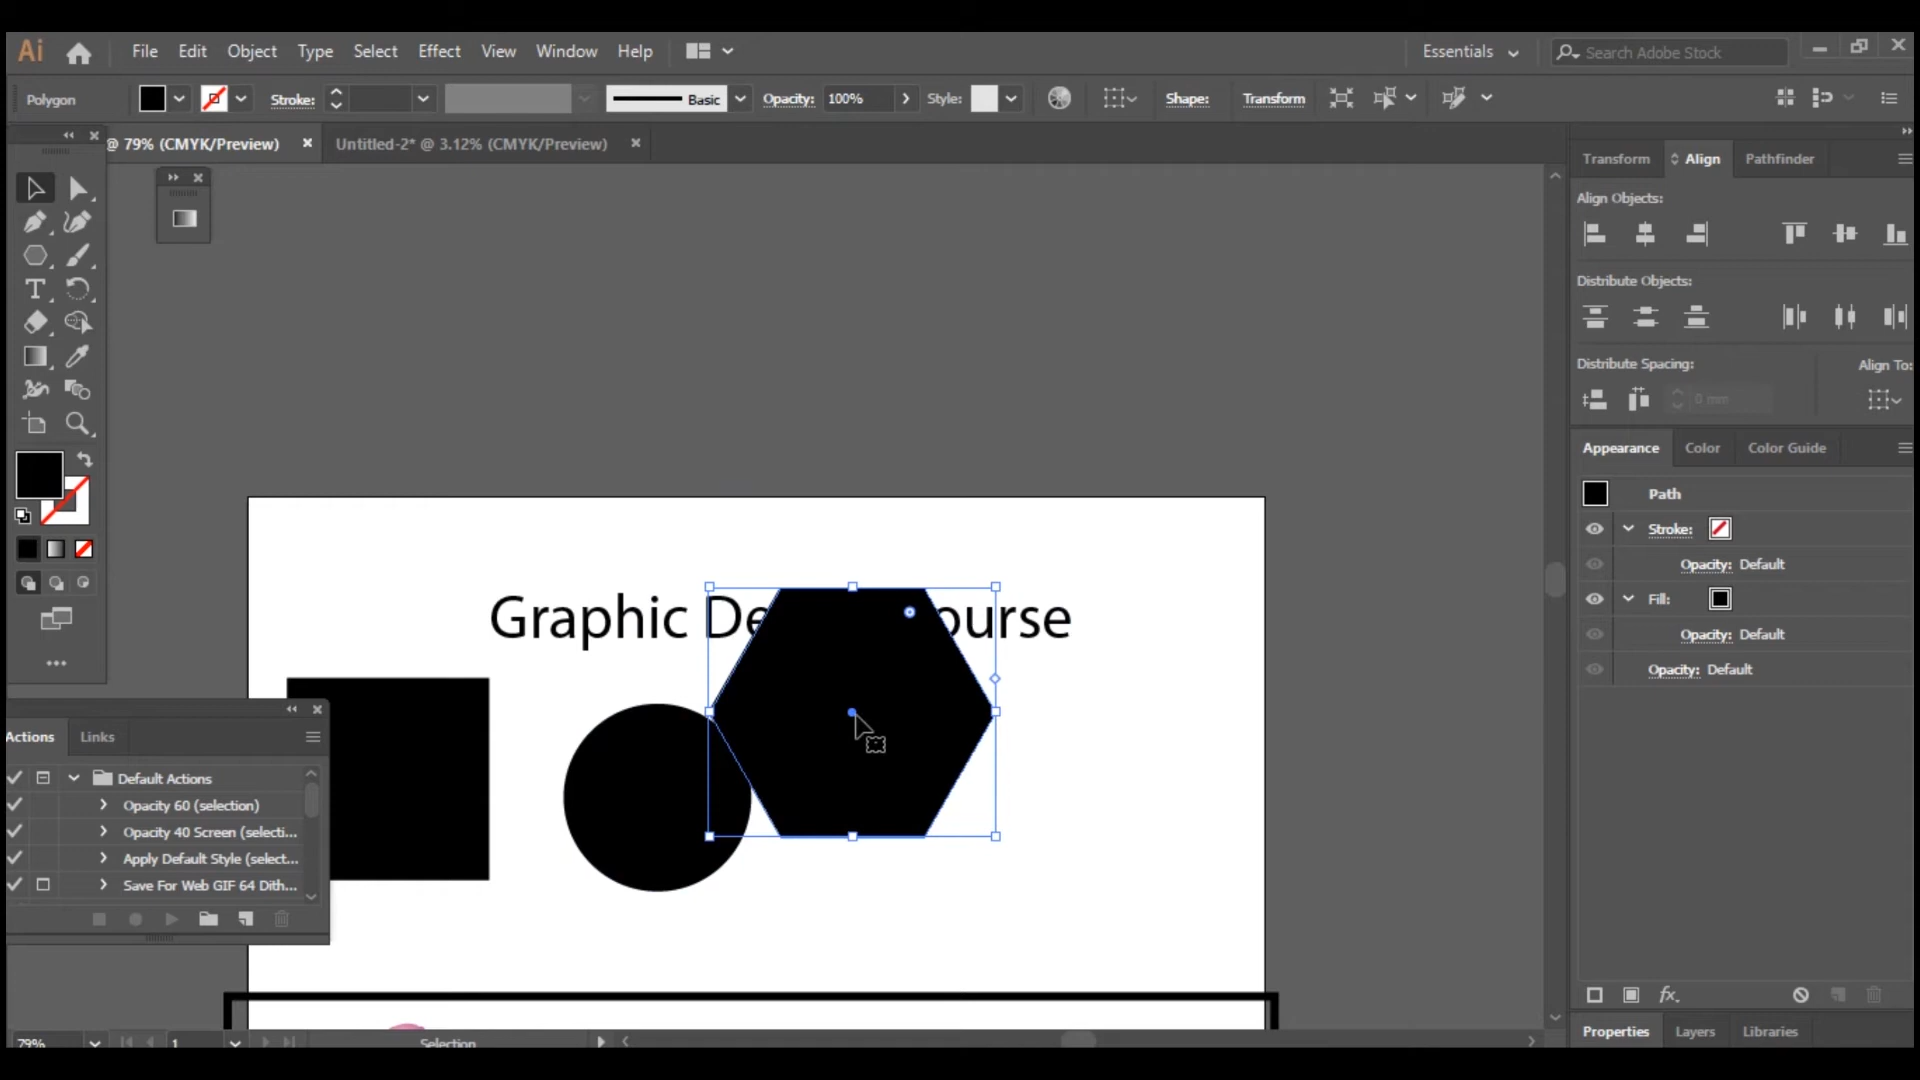 Ai File Edit Object Type Select Effect View Window Help Essentials Search Adobe Stock
Polygon Stroke: Basic Opacity: 100% Style: Shape: Transform
@ 79% (CMYK/Preview) × Untitled-2* @ 3.12% (CMYK/Preview) ×
Transform Align Pathfinder
Align Objects:
Distribute Objects:
Distribute Spacing: Align To:
0 mm
Appearance Color Color Guide
Path
Stroke:
Opacity: Default
Fill:
Opacity: Default
Opacity: Default
Graphic De ourse
Actions Links
Default Actions
Opacity 60 (selection)
Opacity 40 Screen (selecti...
Apply Default Style (select...
Save For Web GIF 64 Dith...
fx.
79% 1 Selection
Properties Layers Libraries